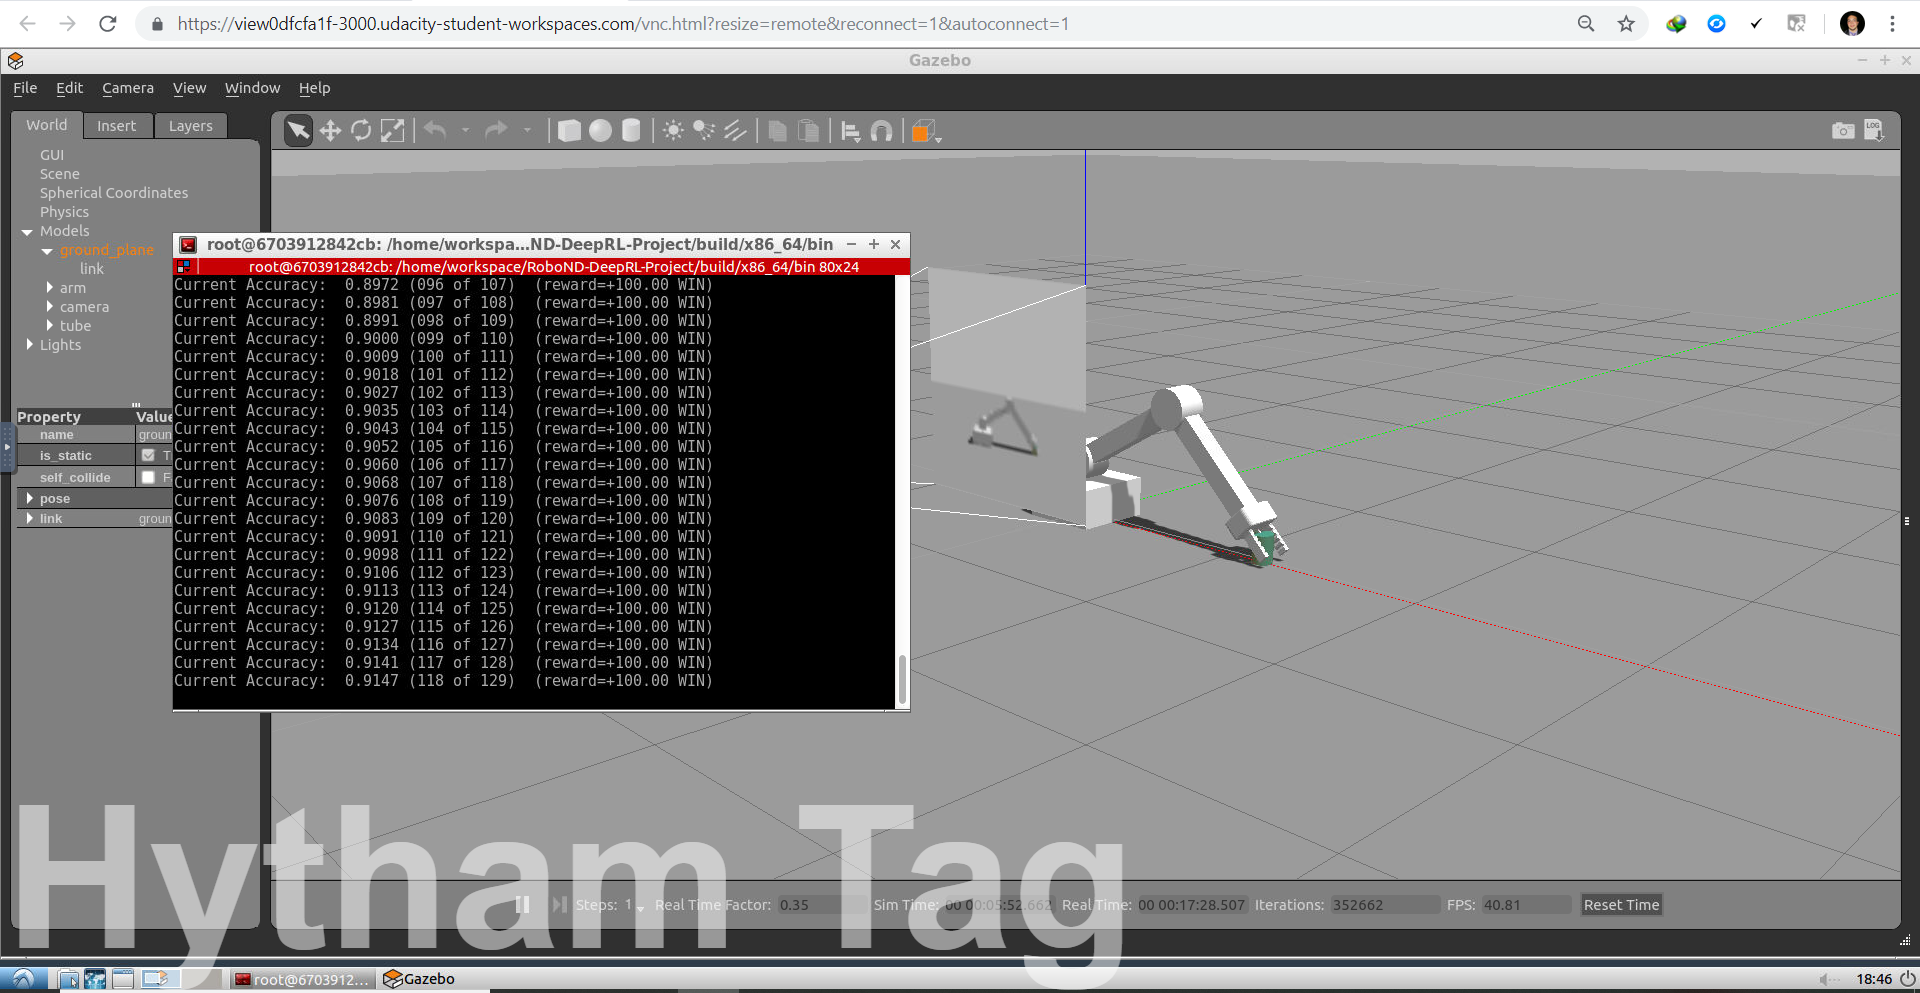 https://view0dfcfa1f-3000.udacity-student-workspaces.com/vnc.html?resize=remote&reconnect=1&autoconnect=1
Gazebo
File Edit Camera View Window Help
World Insert Layers
GUI
Scene
Spherical Coordinates
Physics
Models
ground_plane
link
arm
camera
tube
Lights
Property Value
name groun
is_static T
self_collide F
pose
link groun
root@6703912842cb: /home/workspa...ND-DeepRL-Project/build/x86_64/bin
root@6703912842cb: /home/workspace/RoboND-DeepRL-Project/build/x86_64/bin 80x24
Current Accuracy: 0.8972 (096 of 107) (reward=+100.00 WIN)
Current Accuracy: 0.8981 (097 of 108) (reward=+100.00 WIN)
Current Accuracy: 0.8991 (098 of 109) (reward=+100.00 WIN)
Current Accuracy: 0.9000 (099 of 110) (reward=+100.00 WIN)
Current Accuracy: 0.9009 (100 of 111) (reward=+100.00 WIN)
Current Accuracy: 0.9018 (101 of 112) (reward=+100.00 WIN)
Current Accuracy: 0.9027 (102 of 113) (reward=+100.00 WIN)
Current Accuracy: 0.9035 (103 of 114) (reward=+100.00 WIN)
Current Accuracy: 0.9043 (104 of 115) (reward=+100.00 WIN)
Current Accuracy: 0.9052 (105 of 116) (reward=+100.00 WIN)
Current Accuracy: 0.9060 (106 of 117) (reward=+100.00 WIN)
Current Accuracy: 0.9068 (107 of 118) (reward=+100.00 WIN)
Current Accuracy: 0.9076 (108 of 119) (reward=+100.00 WIN)
Current Accuracy: 0.9083 (109 of 120) (reward=+100.00 WIN)
Current Accuracy: 0.9091 (110 of 121) (reward=+100.00 WIN)
Current Accuracy: 0.9098 (111 of 122) (reward=+100.00 WIN)
Current Accuracy: 0.9106 (112 of 123) (reward=+100.00 WIN)
Current Accuracy: 0.9113 (113 of 124) (reward=+100.00 WIN)
Current Accuracy: 0.9120 (114 of 125) (reward=+100.00 WIN)
Current Accuracy: 0.9127 (115 of 126) (reward=+100.00 WIN)
Current Accuracy: 0.9134 (116 of 127) (reward=+100.00 WIN)
Current Accuracy: 0.9141 (117 of 128) (reward=+100.00 WIN)
Current Accuracy: 0.9147 (118 of 129) (reward=+100.00 WIN)
LOG
Hytham Tag
Steps: 1 Real Time Factor: 0.35 Sim Time: 00 00:05:52.662 Real Time: 00 00:17:28.507 Iterations: 352662 FPS: 40.81 Reset Time
root@6703912... Gazebo 18:46